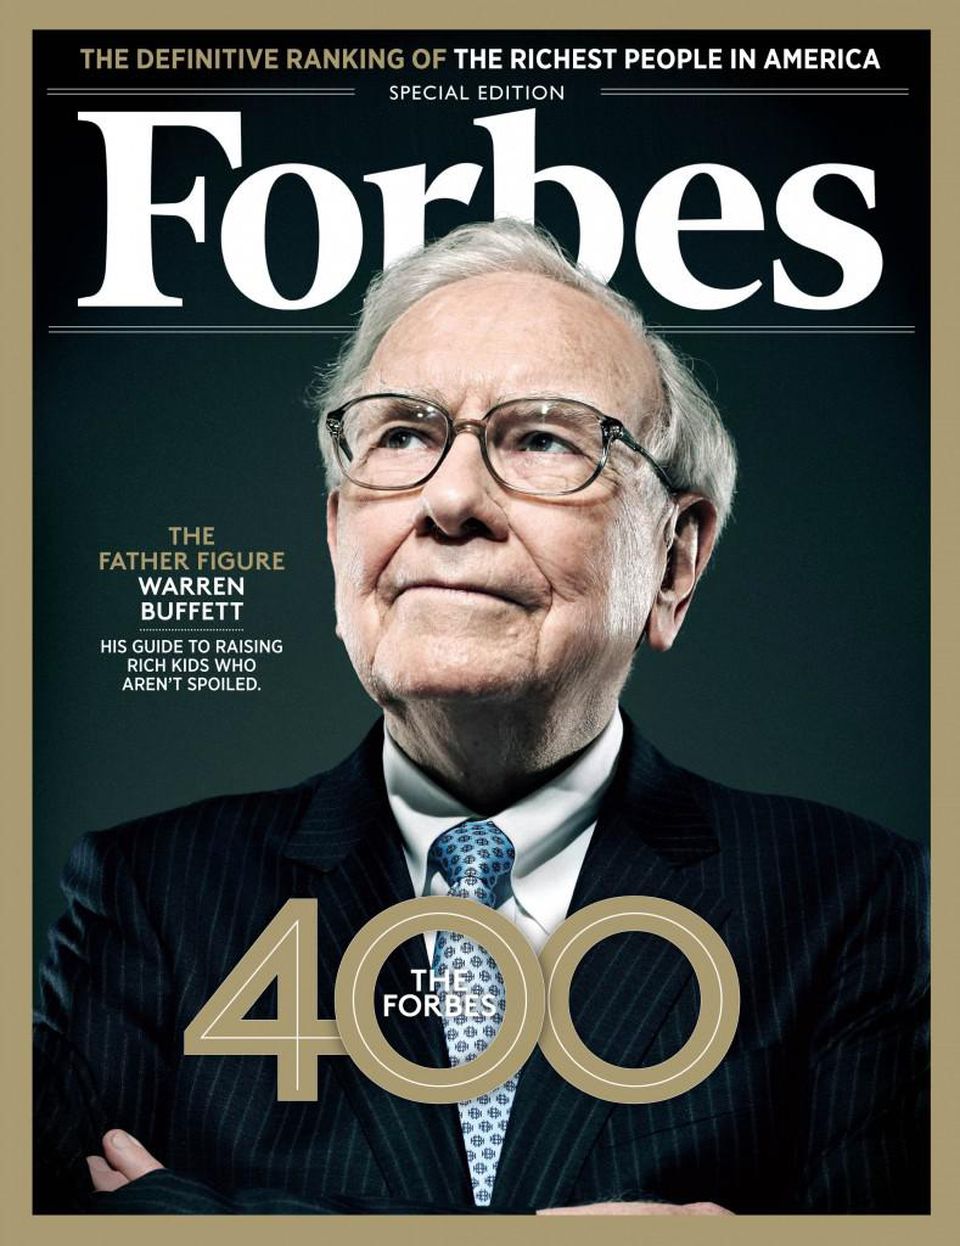 THE DEFINITIVE RANKING OF THE RICHEST PEOPLE IN AMERICA
SPECIAL EDITION
Forbes
THE
FATHER FIGURE
WARREN
BUFFETT
HIS GUIDE TO RAISING
RICH KIDS WHO
AREN'T SPOILED.
400
THE
FORBES